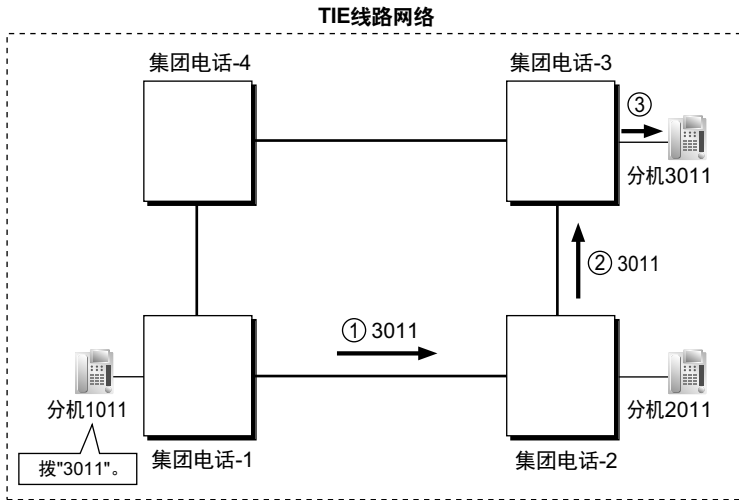 TIE线路网络
集团电话-4
集团电话-3
③
分机3011
② 3011
① 3011
分机1011
分机2011
拨"3011"。
集团电话-1
集团电话-2